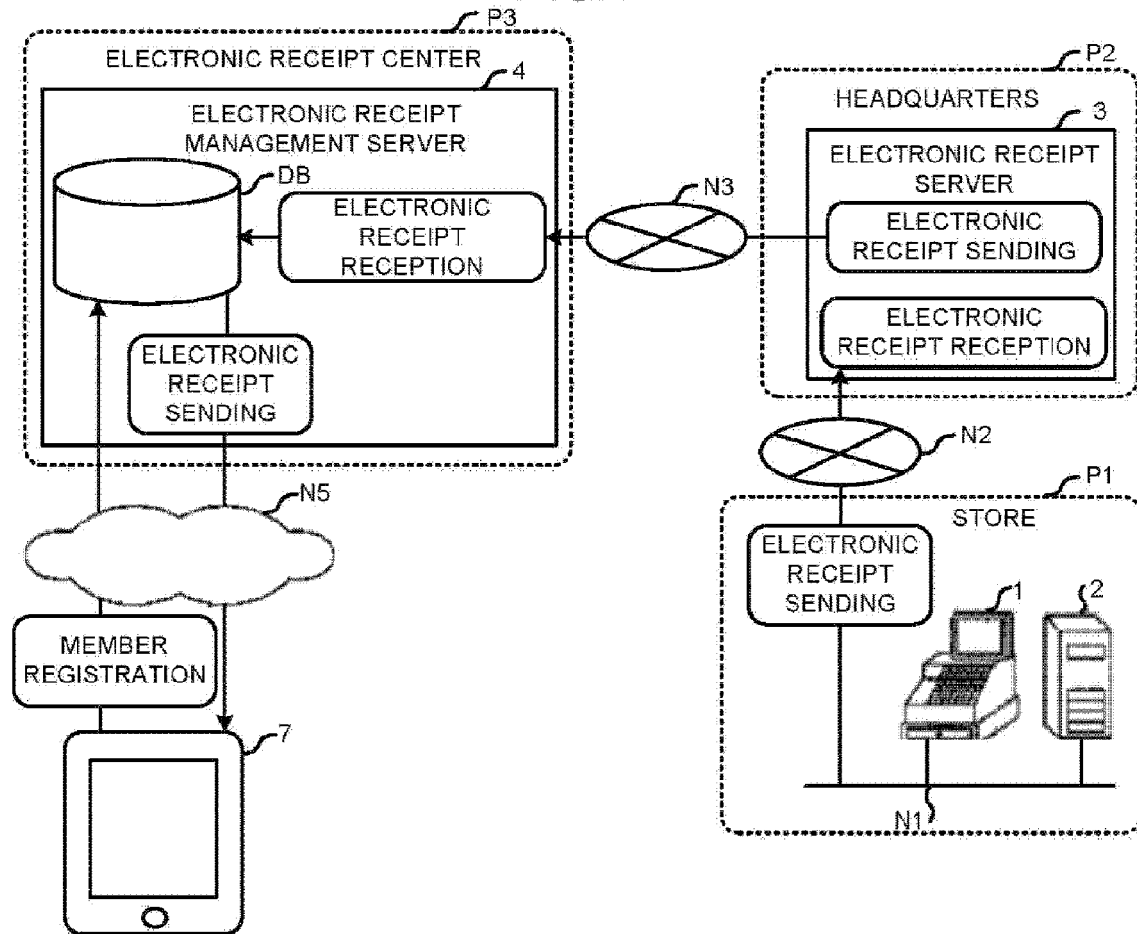 P3
ELECTRONIC RECEIPT CENTER
4
ELECTRONIC RECEIPT
MANAGEMENT SERVER
DB
ELECTRONIC
RECEIPT
RECEPTION
ELECTRONIC
RECEIPT
SENDING
N3
P2
HEADQUARTERS
3
ELECTRONIC RECEIPT
SERVER
ELECTRONIC
RECEIPT SENDING
ELECTRONIC
RECEIPT RECEPTION
N2
N5
P1
STORE
ELECTRONIC
RECEIPT
SENDING
1
2
N1
MEMBER
REGISTRATION
7